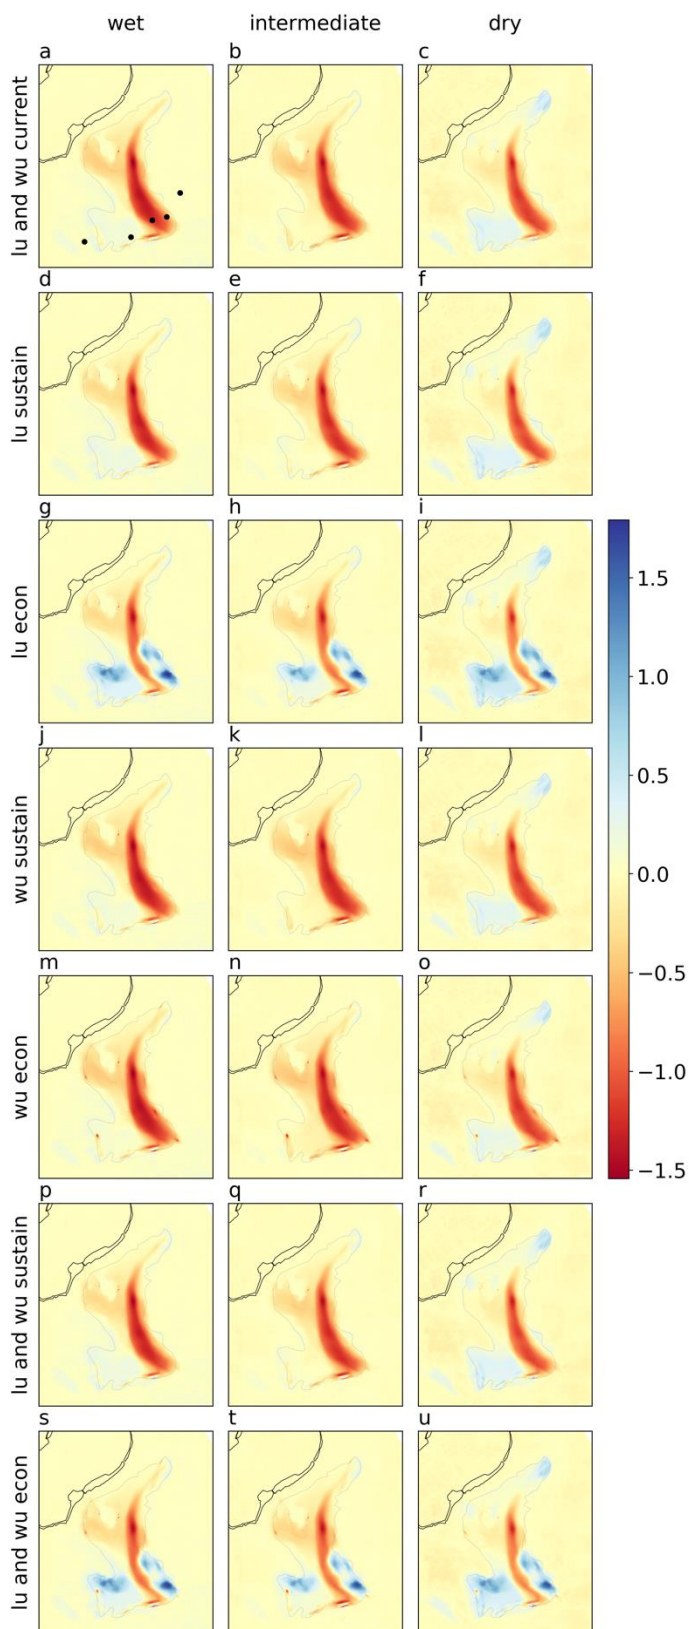 wet intermediate dry
a b c
lu and wu current
d e f
lu sustain
g h i
lu econ
j k l
wu sustain
m n o
wu econ
p q r
lu and wu sustain
s t u
lu and wu econ
1.5
1.0
0.5
0.0
−0.5
−1.0
−1.5